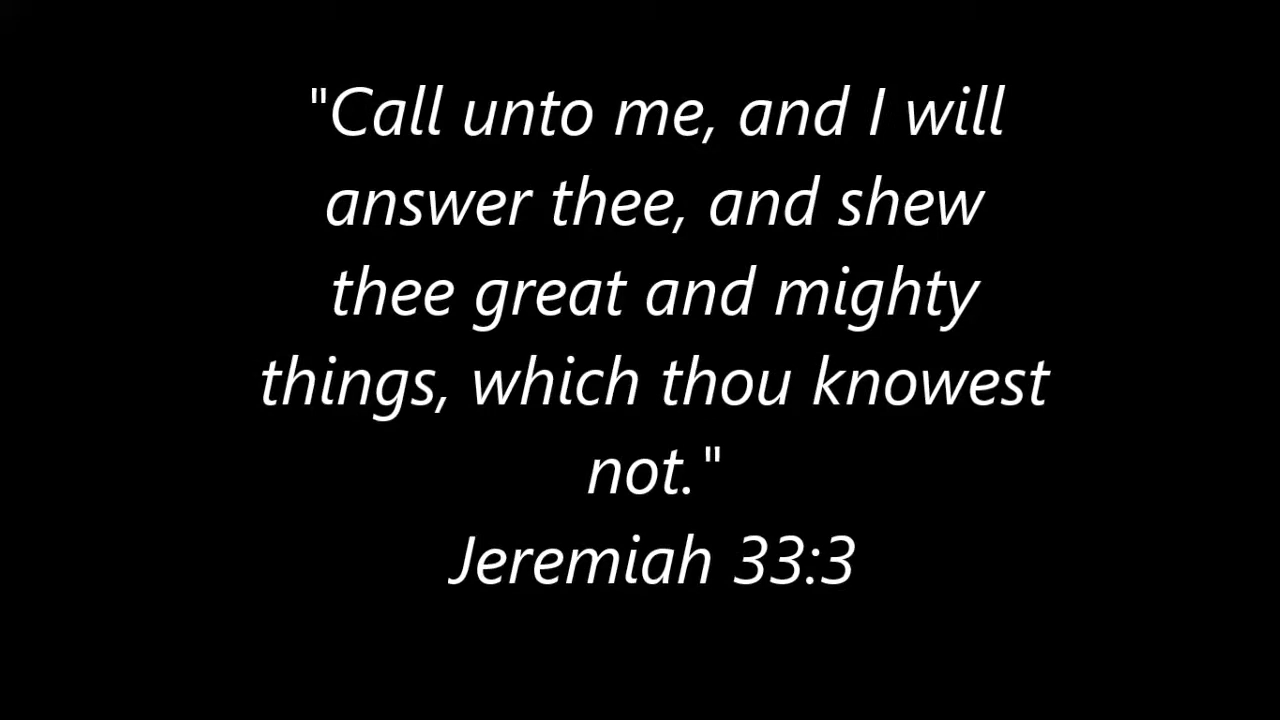 "Call unto me, and I will
answer thee, and shew
thee great and mighty
things, which thou knowest
not."
Jeremiah 33:3